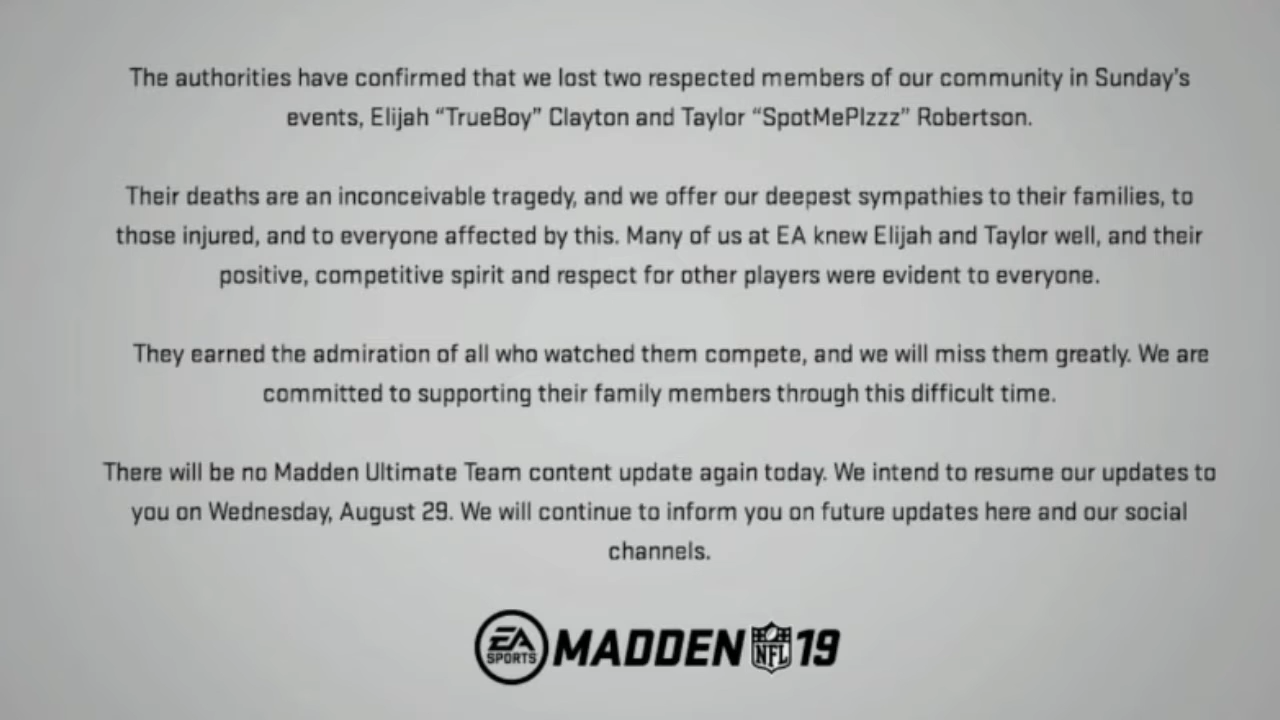 The authorities have confirmed that we lost two respected members of our community in Sunday's
events, Elijah “TrueBoy” Clayton and Taylor “SpotMePlzzz” Robertson.
Their deaths are an inconceivable tragedy, and we offer our deepest sympathies to their families, to
those injured, and to everyone affected by this. Many of us at EA knew Elijah and Taylor well, and their
positive, competitive spirit and respect for other players were evident to everyone.
They earned the admiration of all who watched them compete, and we will miss them greatly. We are
committed to supporting their family members through this difficult time.
There will be no Madden Ultimate Team content update again today. We intend to resume our updates to
you on Wednesday, August 29. We will continue to inform you on future updates here and our social
channels.
EA SPORTS MADDEN NFL 19